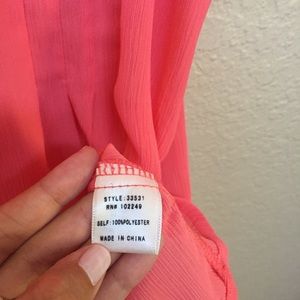 STYLE: 33531
RN# 102249
SELF: 100%POLYESTER
MADE IN CHINA